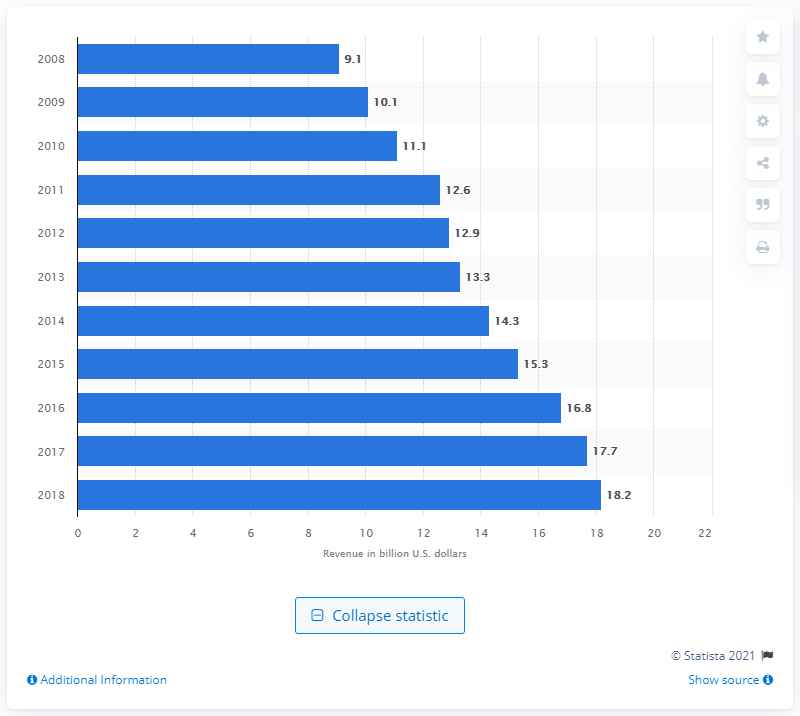 2008 9.1
2009 10.1
2010 11.1
2011 12.6
2012 12.9
2013 13.3
2014 14.3
2015 15.3
2016 16.8
2017 17.7
2018 18.2
0 2 4 6 8 10 12 14 16 18 20 22
Revenue in billion U.S. dollars
Collapse statistic
© Statista 2021
Additional Information Show source